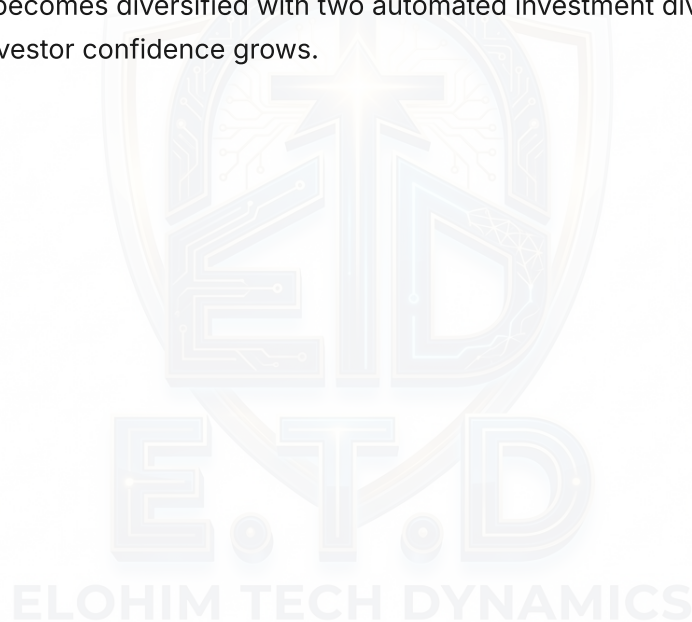 becomes diversified with two automated investment div
vestor confidence grows.
ETD
E.T.D
ELOHIM TECH DYNAMICS